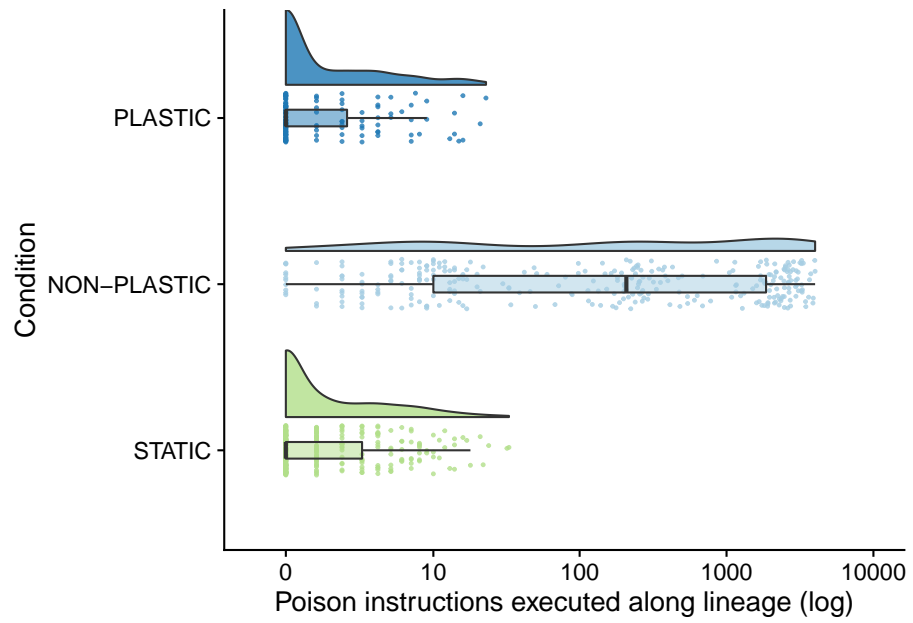 Condition
PLASTIC
NON−PLASTIC
STATIC
0 10 100 1000 10000
Poison instructions executed along lineage (log)